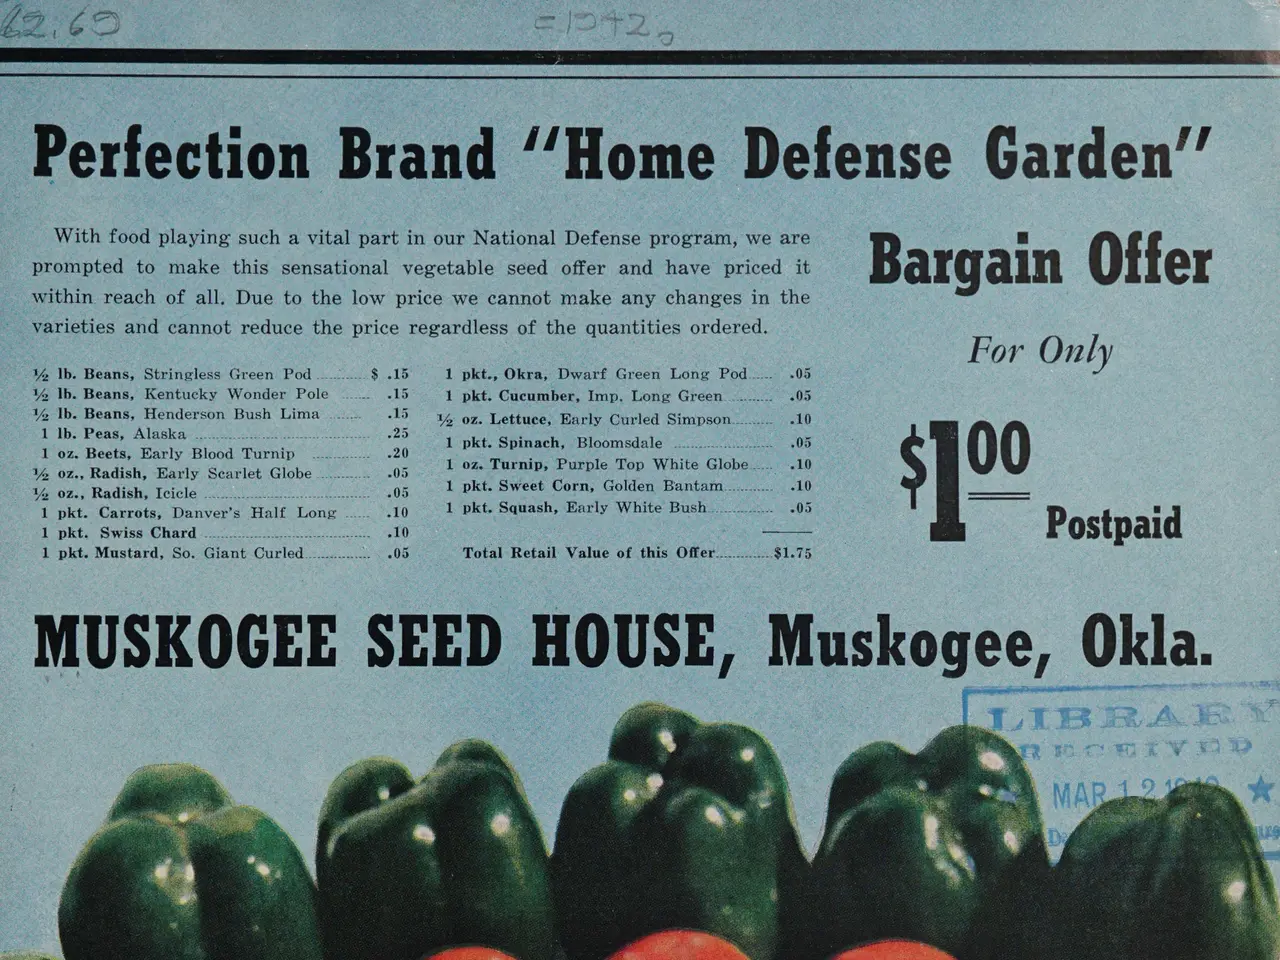 62.69
=1942
Perfection Brand "Home Defense Garden"
With food playing such a vital part in our National Defense program, we are
prompted to make this sensational vegetable seed offer and have priced it
within reach of all. Due to the low price we cannot make any changes in the
varieties and cannot reduce the price regardless of the quantities ordered.
½ lb. Beans, Stringless Green Pod $ .15
½ lb. Beans, Kentucky Wonder Pole .15
½ lb. Beans, Henderson Bush Lima .15
1 lb. Peas, Alaska .25
1 oz. Beets, Early Blood Turnip .20
½ oz., Radish, Early Scarlet Globe .05
½ oz., Radish, Icicle .05
1 pkt. Carrots, Danver's Half Long .10
1 pkt. Swiss Chard .10
1 pkt. Mustard, So. Giant Curled .05
1 pkt., Okra, Dwarf Green Long Pod .05
1 pkt. Cucumber, Imp. Long Green .05
½ oz. Lettuce, Early Curled Simpson .10
1 pkt. Spinach, Bloomsdale .05
1 oz. Turnip, Purple Top White Globe .10
1 pkt. Sweet Corn, Golden Bantam .10
1 pkt. Squash, Early White Bush .05
Total Retail Value of this Offer $1.75
Bargain Offer
For Only
$1.00
Postpaid
MUSKOGEE SEED HOUSE, Muskogee, Okla.
LIBRARY
RECEIVED
★ MAR 12 ★